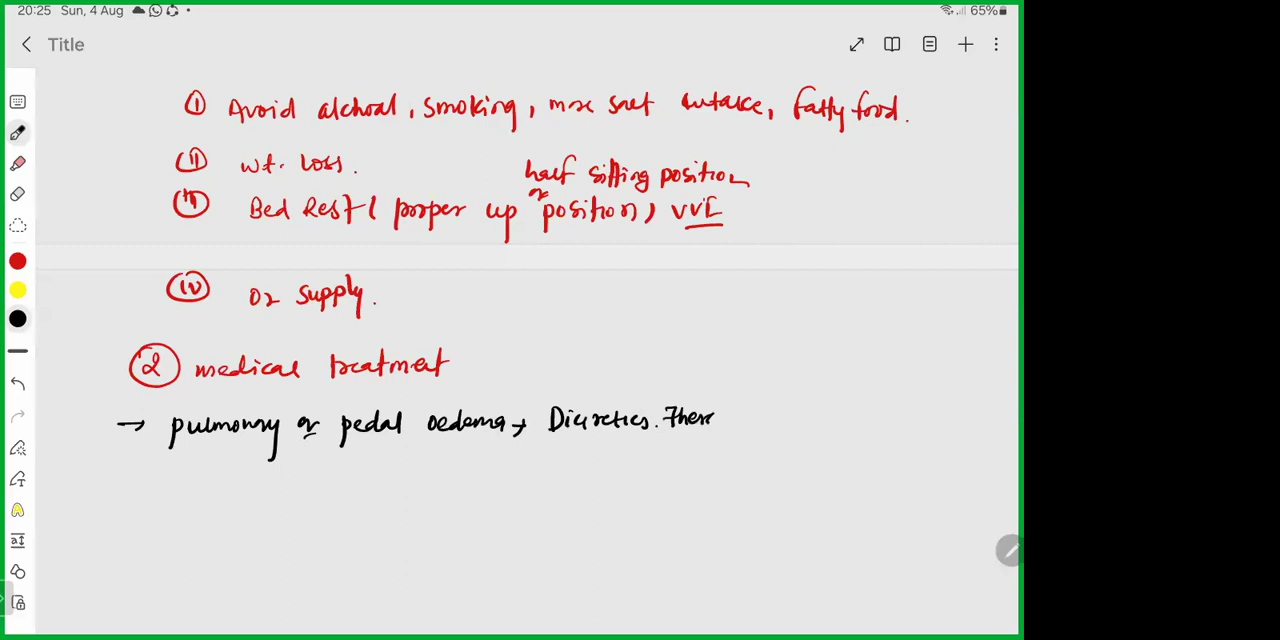 20:25 Sun, 4 Aug 65%
Title
① Avoid alchoal, smoking, more salt intake, fatty food.
(ii) wt. loss.
half sitting position
or
(iii) Bed Rest ( proper up position, VVI
(iv) O2 supply.
② medical treatment
→ pulmonary or pedal oedema → Diuretics. There